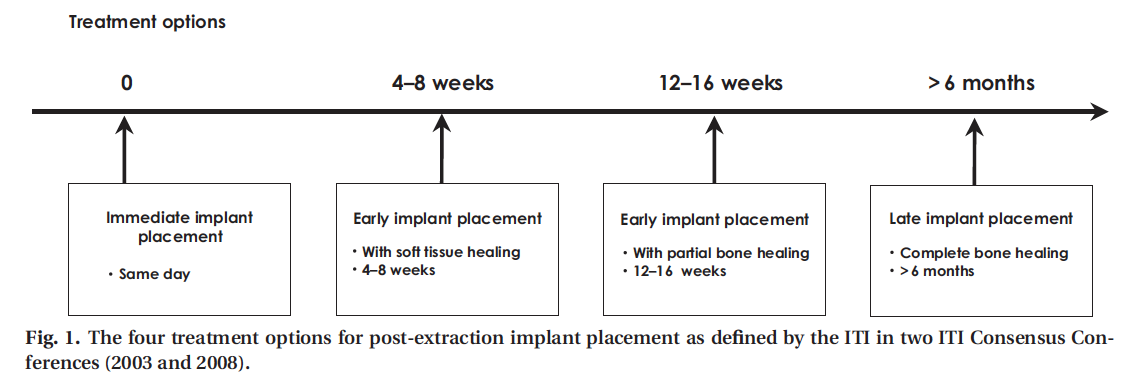 Treatment options
0
4–8 weeks
12–16 weeks
> 6 months
Immediate implant
placement
• Same day
Early implant placement
• With soft tissue healing
• 4–8 weeks
Early implant placement
• With partial bone healing
• 12–16 weeks
Late implant placement
• Complete bone healing
• > 6 months
Fig. 1. The four treatment options for post-extraction implant placement as defined by the ITI in two ITI Consensus Con-
ferences (2003 and 2008).